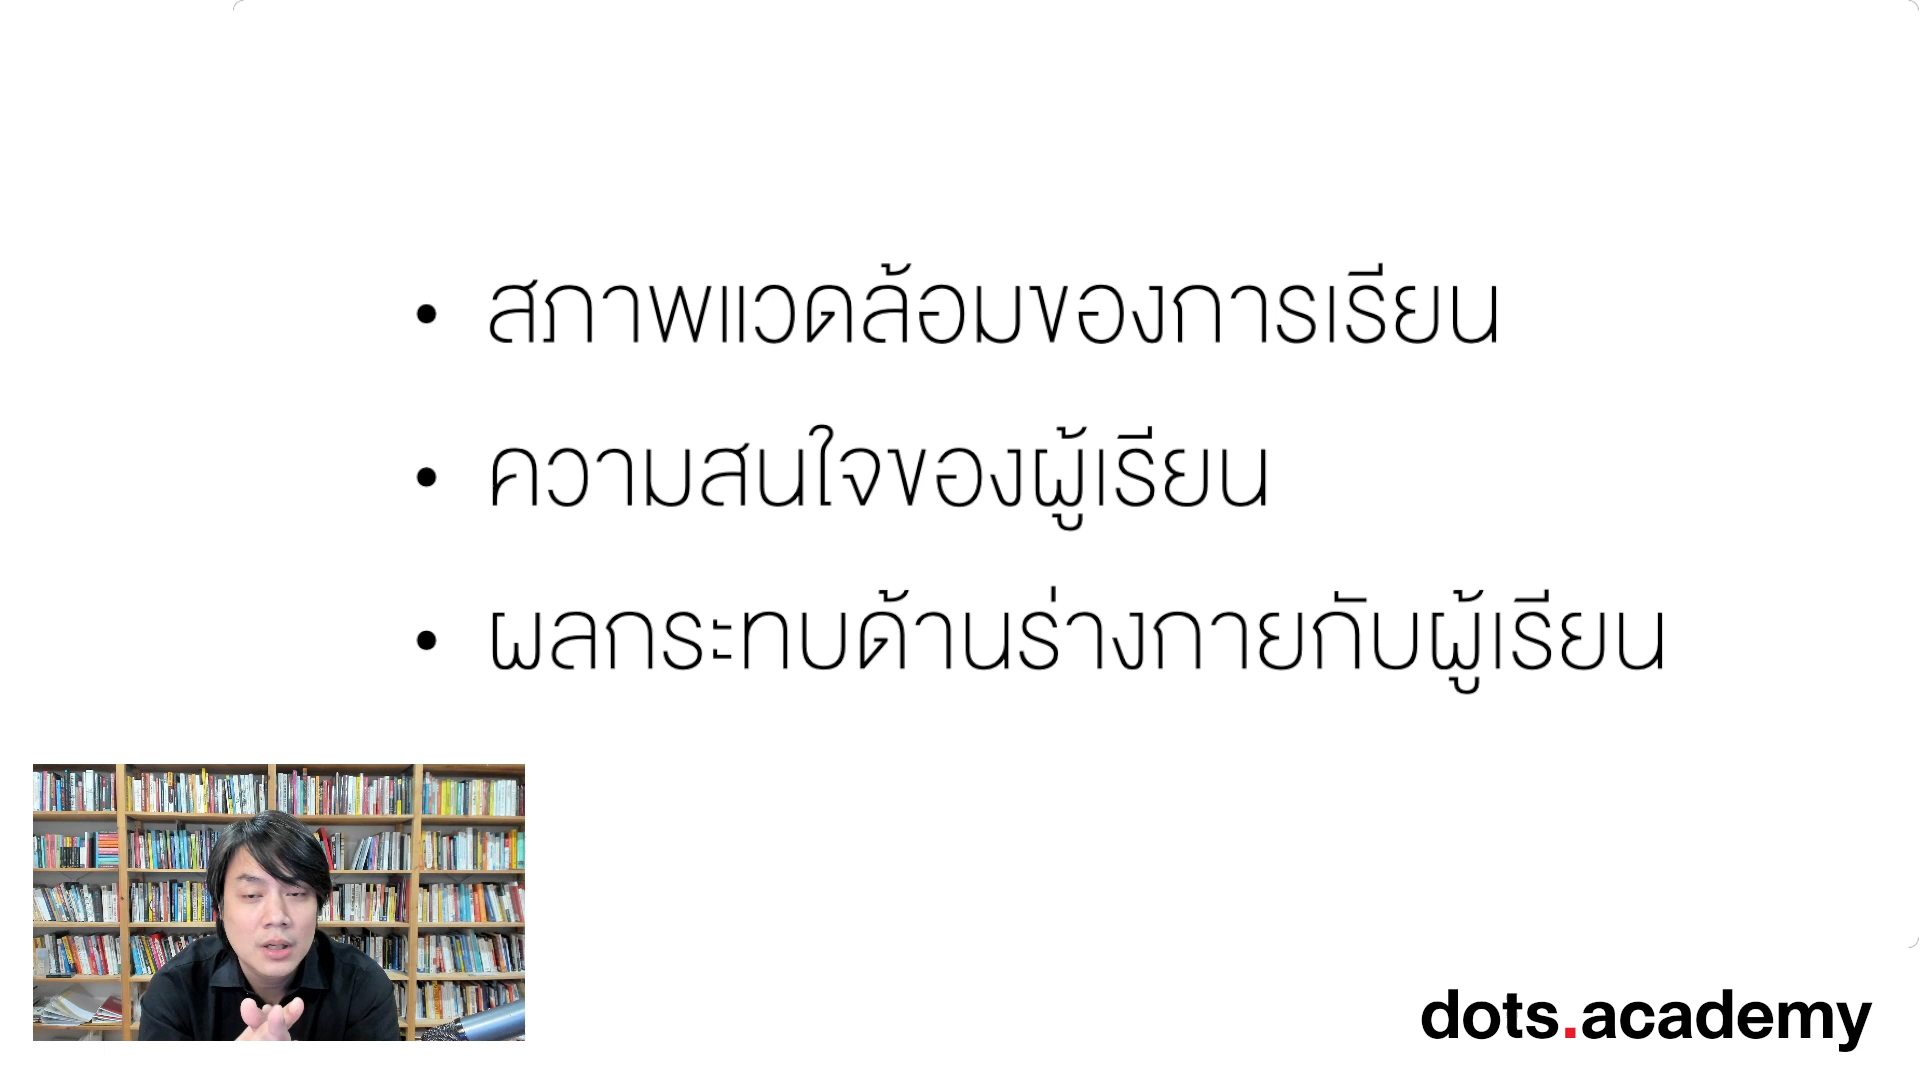 • สภาพแวดล้อมของการเรียน
• ความสนใจของผู้เรียน
• ผลกระทบด้านร่างกายกับผู้เรียน
dots.academy